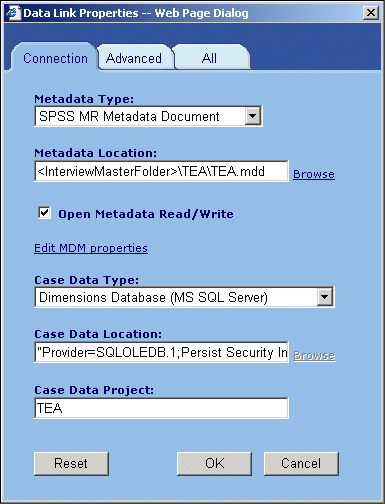 Data Link Properties -- Web Page Dialog
Connection Advanced All
Metadata Type:
SPSS MR Metadata Document
Metadata Location:
<InterviewMasterFolder>\TEA\TEA.mdd Browse
Open Metadata Read/Write
Edit MDM properties
Case Data Type:
Dimensions Database (MS SQL Server)
Case Data Location:
"Provider=SQLOLEDB.1;Persist Security In Browse
Case Data Project:
TEA
Reset OK Cancel